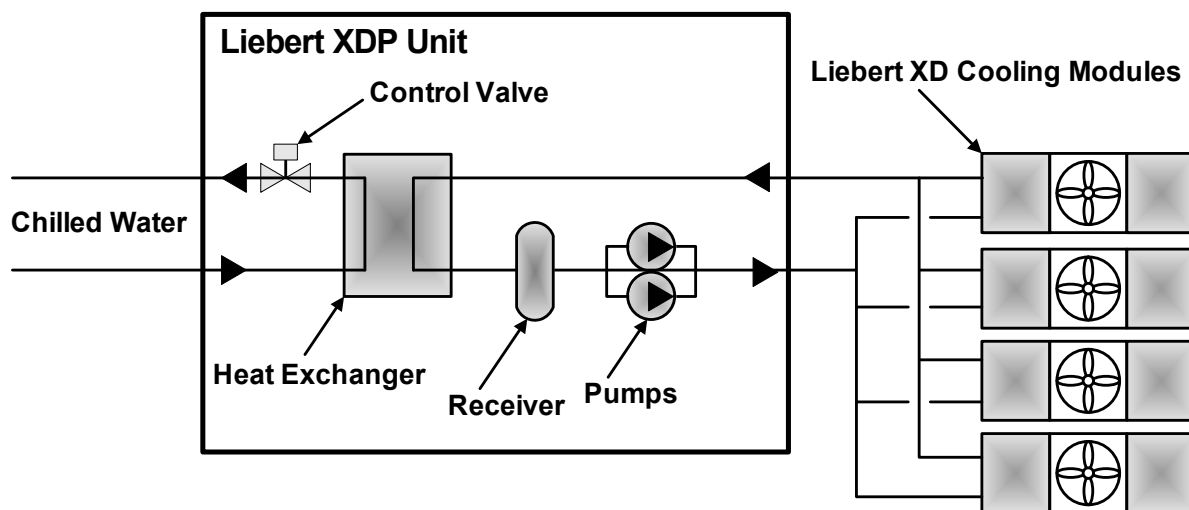 Liebert XDP Unit
Liebert XD Cooling Modules
Control Valve
Chilled Water
Heat Exchanger
Receiver
Pumps